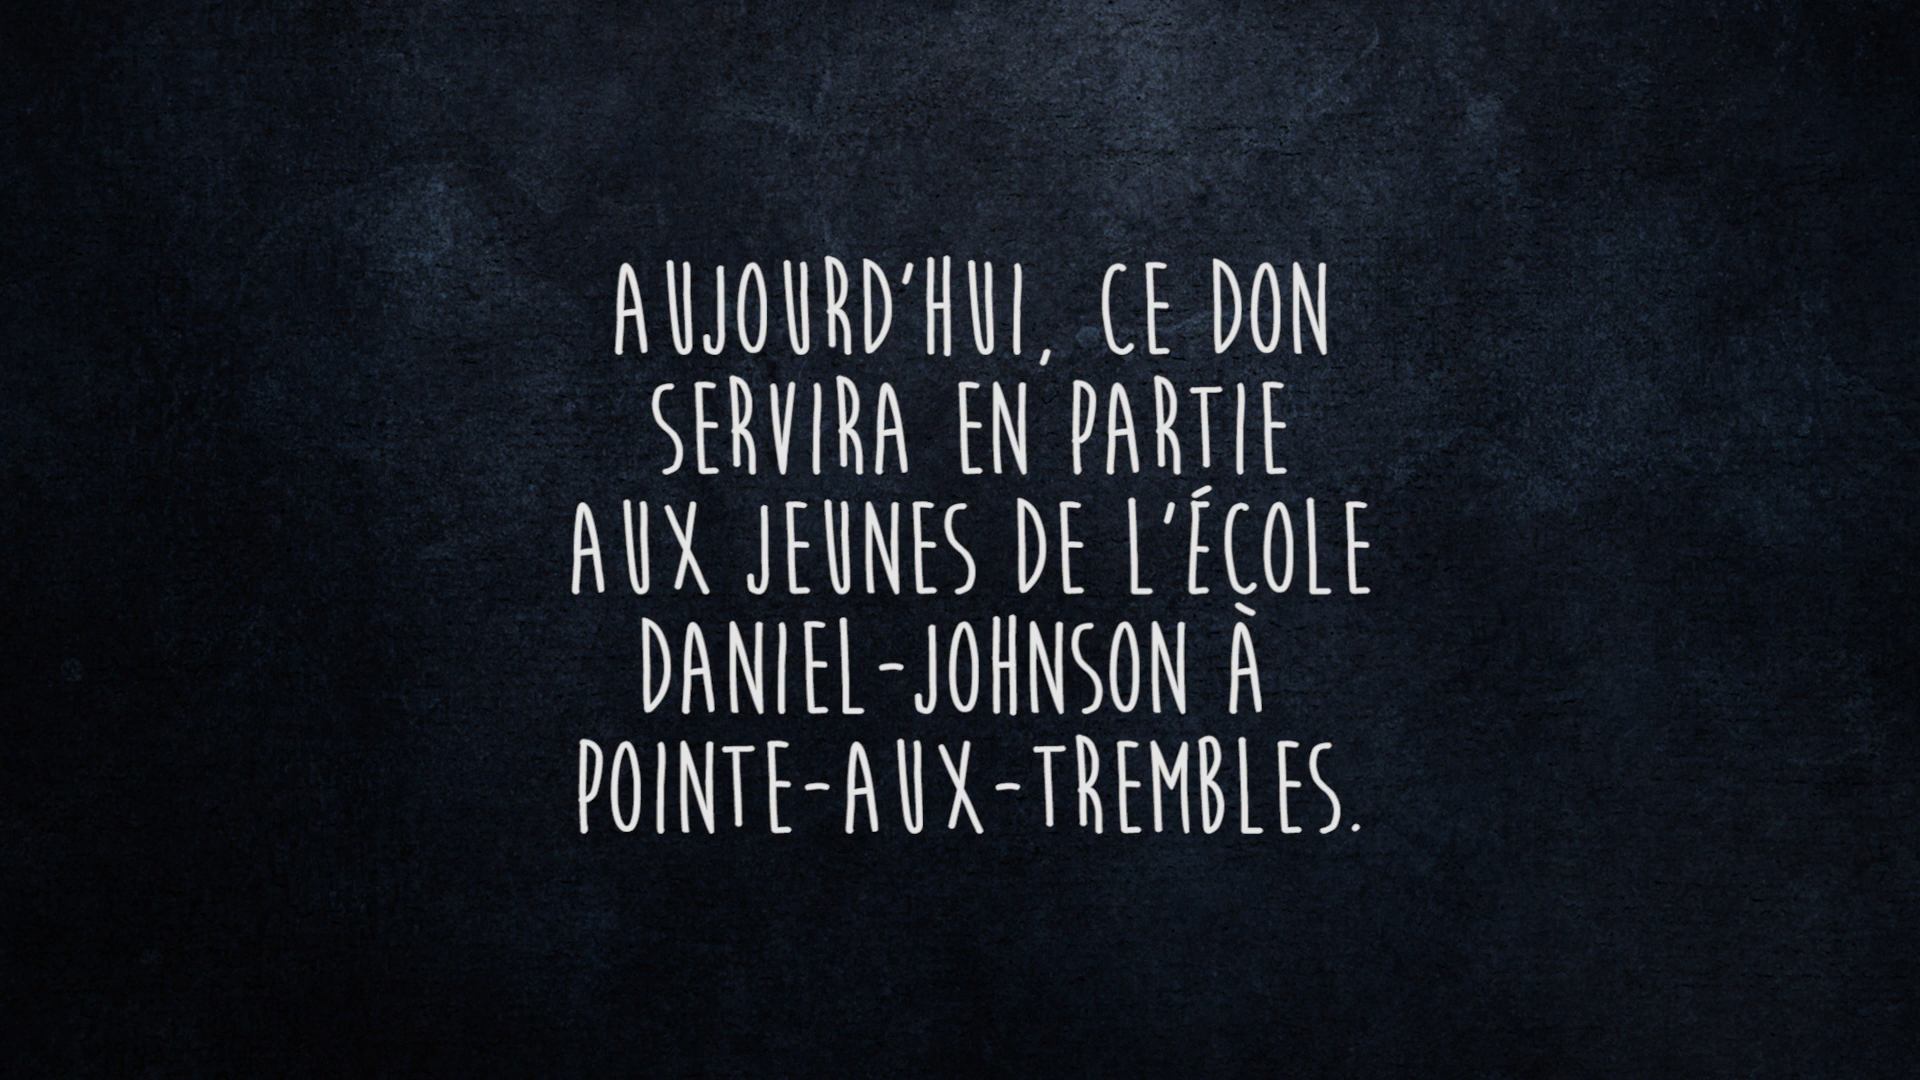 AUJOURD'HUI, CE DON
SERVIRA EN PARTIE
AUX JEUNES DE L'ÉCOLE
DANIEL-JOHNSON À
POINTE-AUX-TREMBLES.